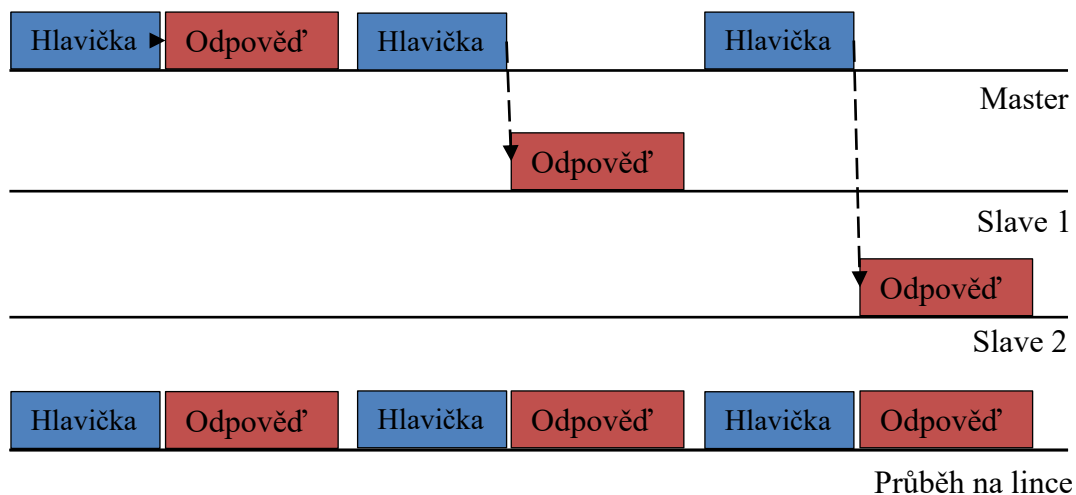 Hlavička Odpověď Hlavička Hlavička
Master
Odpověď
Slave 1
Odpověď
Slave 2
Hlavička Odpověď Hlavička Odpověď Hlavička Odpověď
Průběh na lince